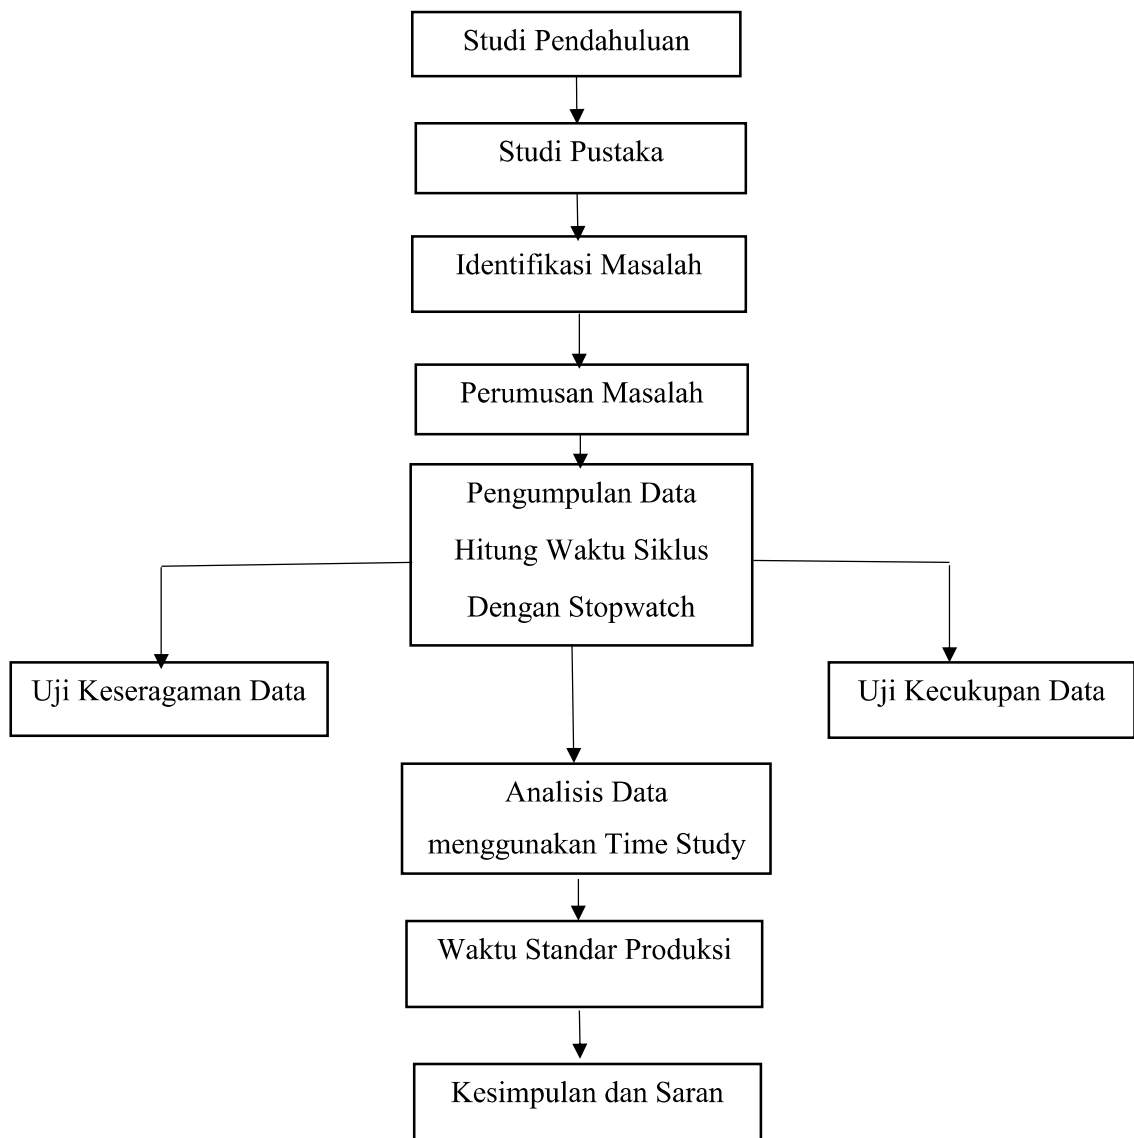 Studi Pendahuluan
Studi Pustaka
Identifikasi Masalah
Perumusan Masalah
Pengumpulan Data
Hitung Waktu Siklus
Dengan Stopwatch
Uji Keseragaman Data
Uji Kecukupan Data
Analisis Data
menggunakan Time Study
Waktu Standar Produksi
Kesimpulan dan Saran